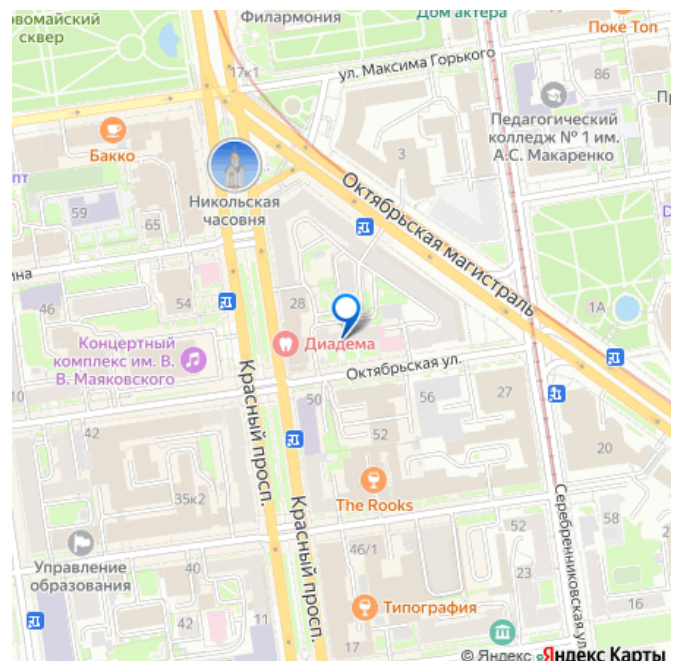 Филармония
Дом актера
Поке Топ
сквер
17к1
ул. Максима Горького
86
Педагогический
колледж № 1 им.
А.С. Макаренко
Бакко
3
Никольская
часовня
59
65
Октябрьская магистраль
46
54
28
1А
Концертный
комплекс им. В.
В. Маяковского
Диадема
Октябрьская ул.
10
42
50
56
27
52
20
Красный просп.
Красный просп.
The Rooks
35к2
Серебренниковская ул.
52
58
46/1
Управление
образования
40
23
11
Типография
16
17
© Яндекс
Яндекс Карты